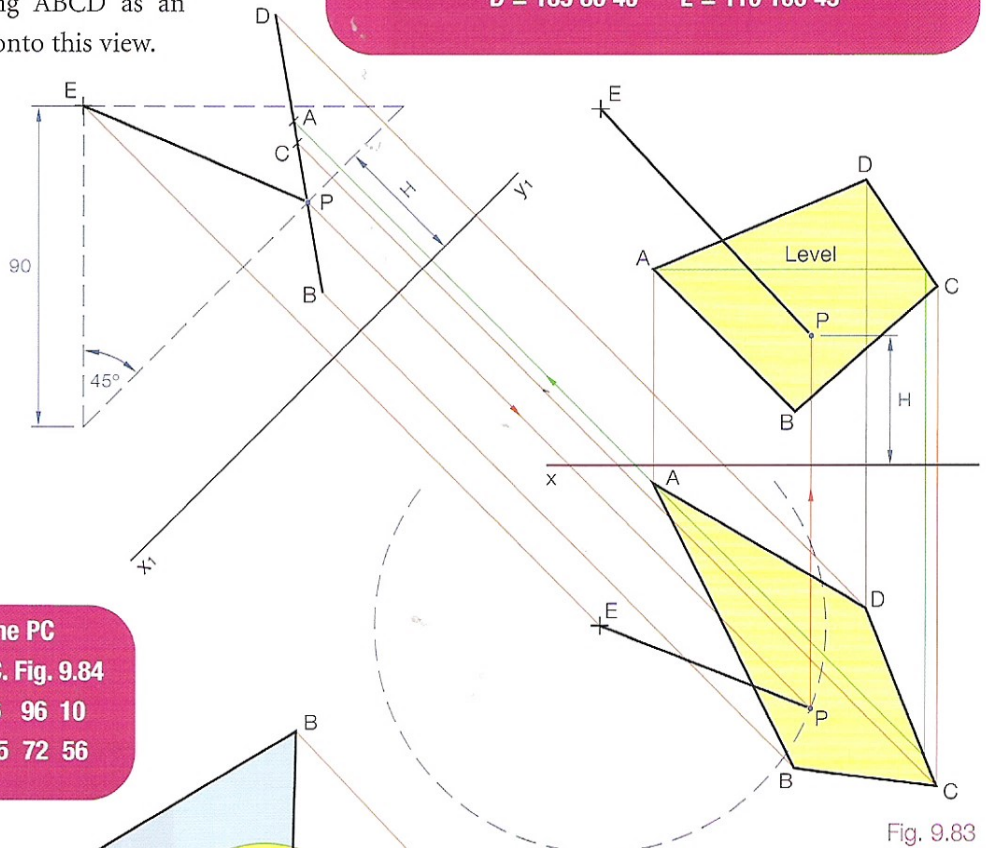 ng ABCD as an
onto this view.
D
E
A
C
P
B
H
90
45°
x₁
y₁
E
D
A
Level
C
P
B
H
x
A
D
E
P
B
C
Fig. 9.83
ne PC
. Fig. 9.84
96 10
5 72 56
B